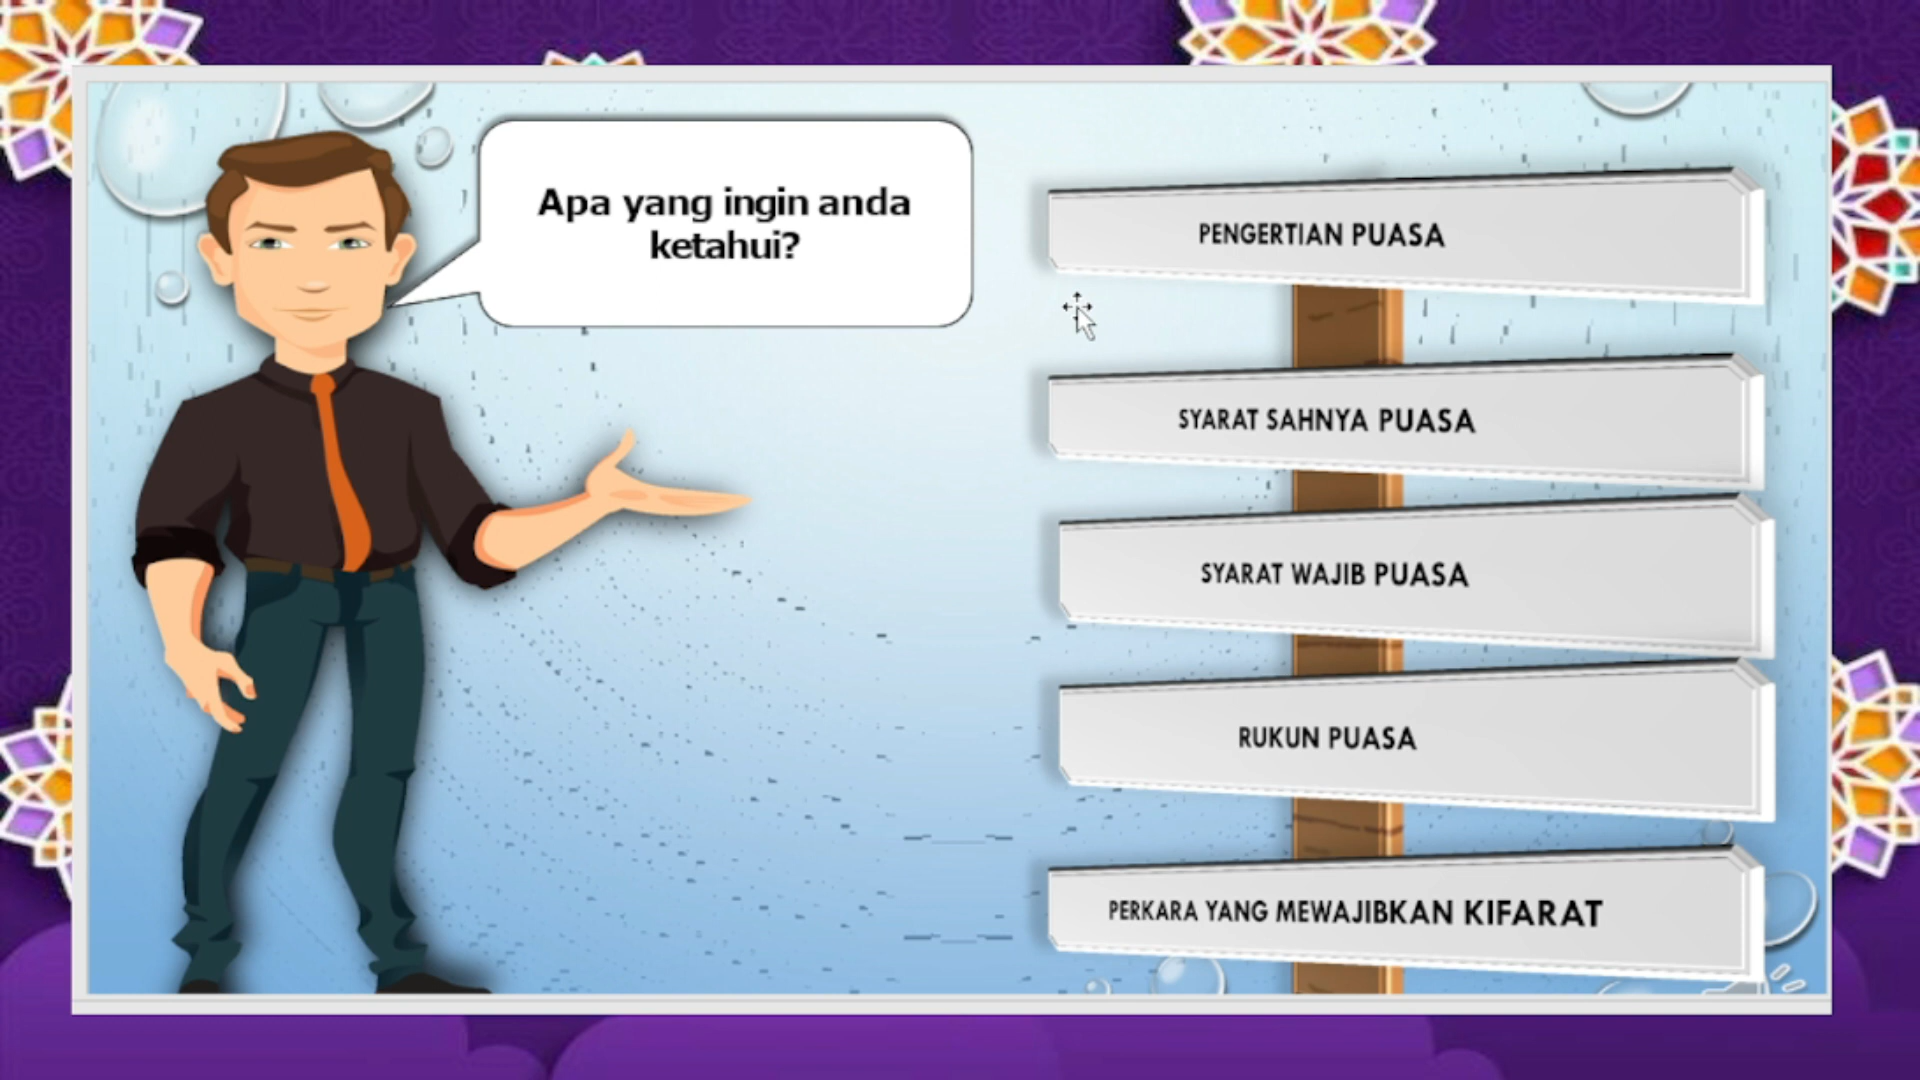 Apa yang ingin anda
ketahui?
PENGERTIAN PUASA
SYARAT SAHNYA PUASA
SYARAT WAJIB PUASA
RUKUN PUASA
PERKARA YANG MEWAJIBKAN KIFARAT